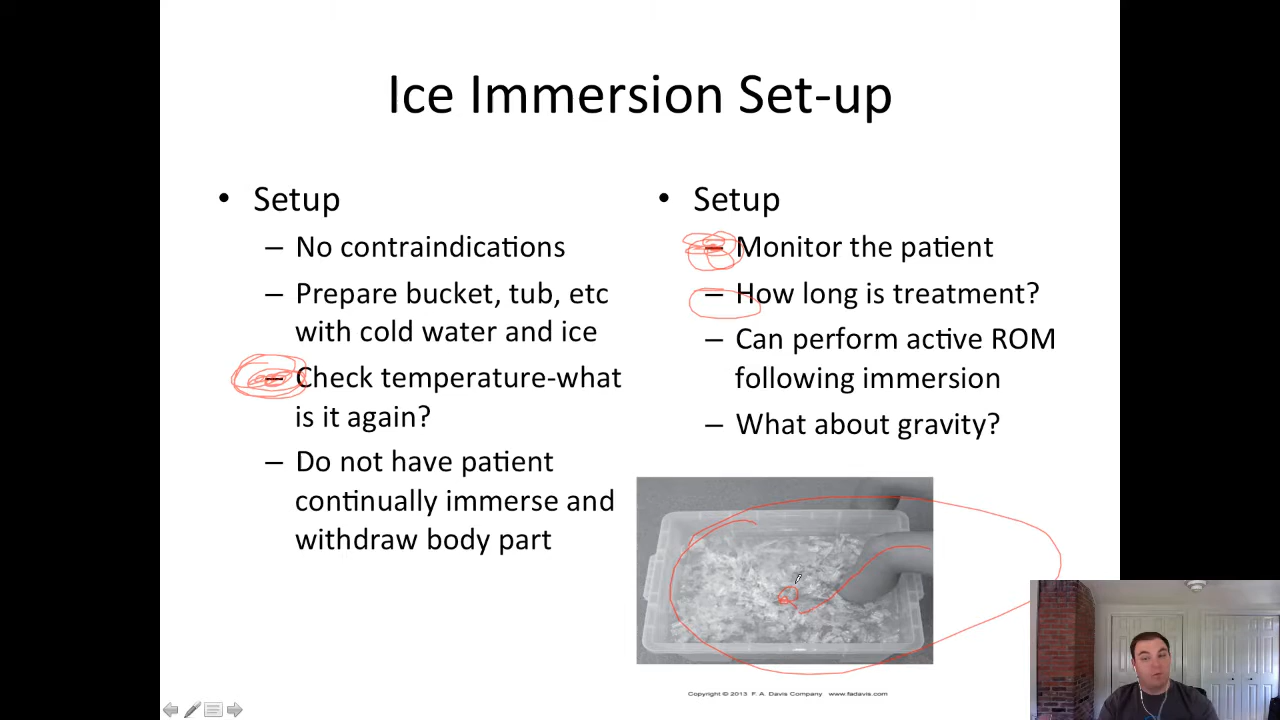 Ice Immersion Set-up
• Setup
– No contraindications
– Prepare bucket, tub, etc
with cold water and ice
– Check temperature-what
is it again?
– Do not have patient
continually immerse and
withdraw body part
• Setup
– Monitor the patient
– How long is treatment?
– Can perform active ROM
following immersion
– What about gravity?
Copyright © 2013 F. A. Davis Company www.fadavis.com